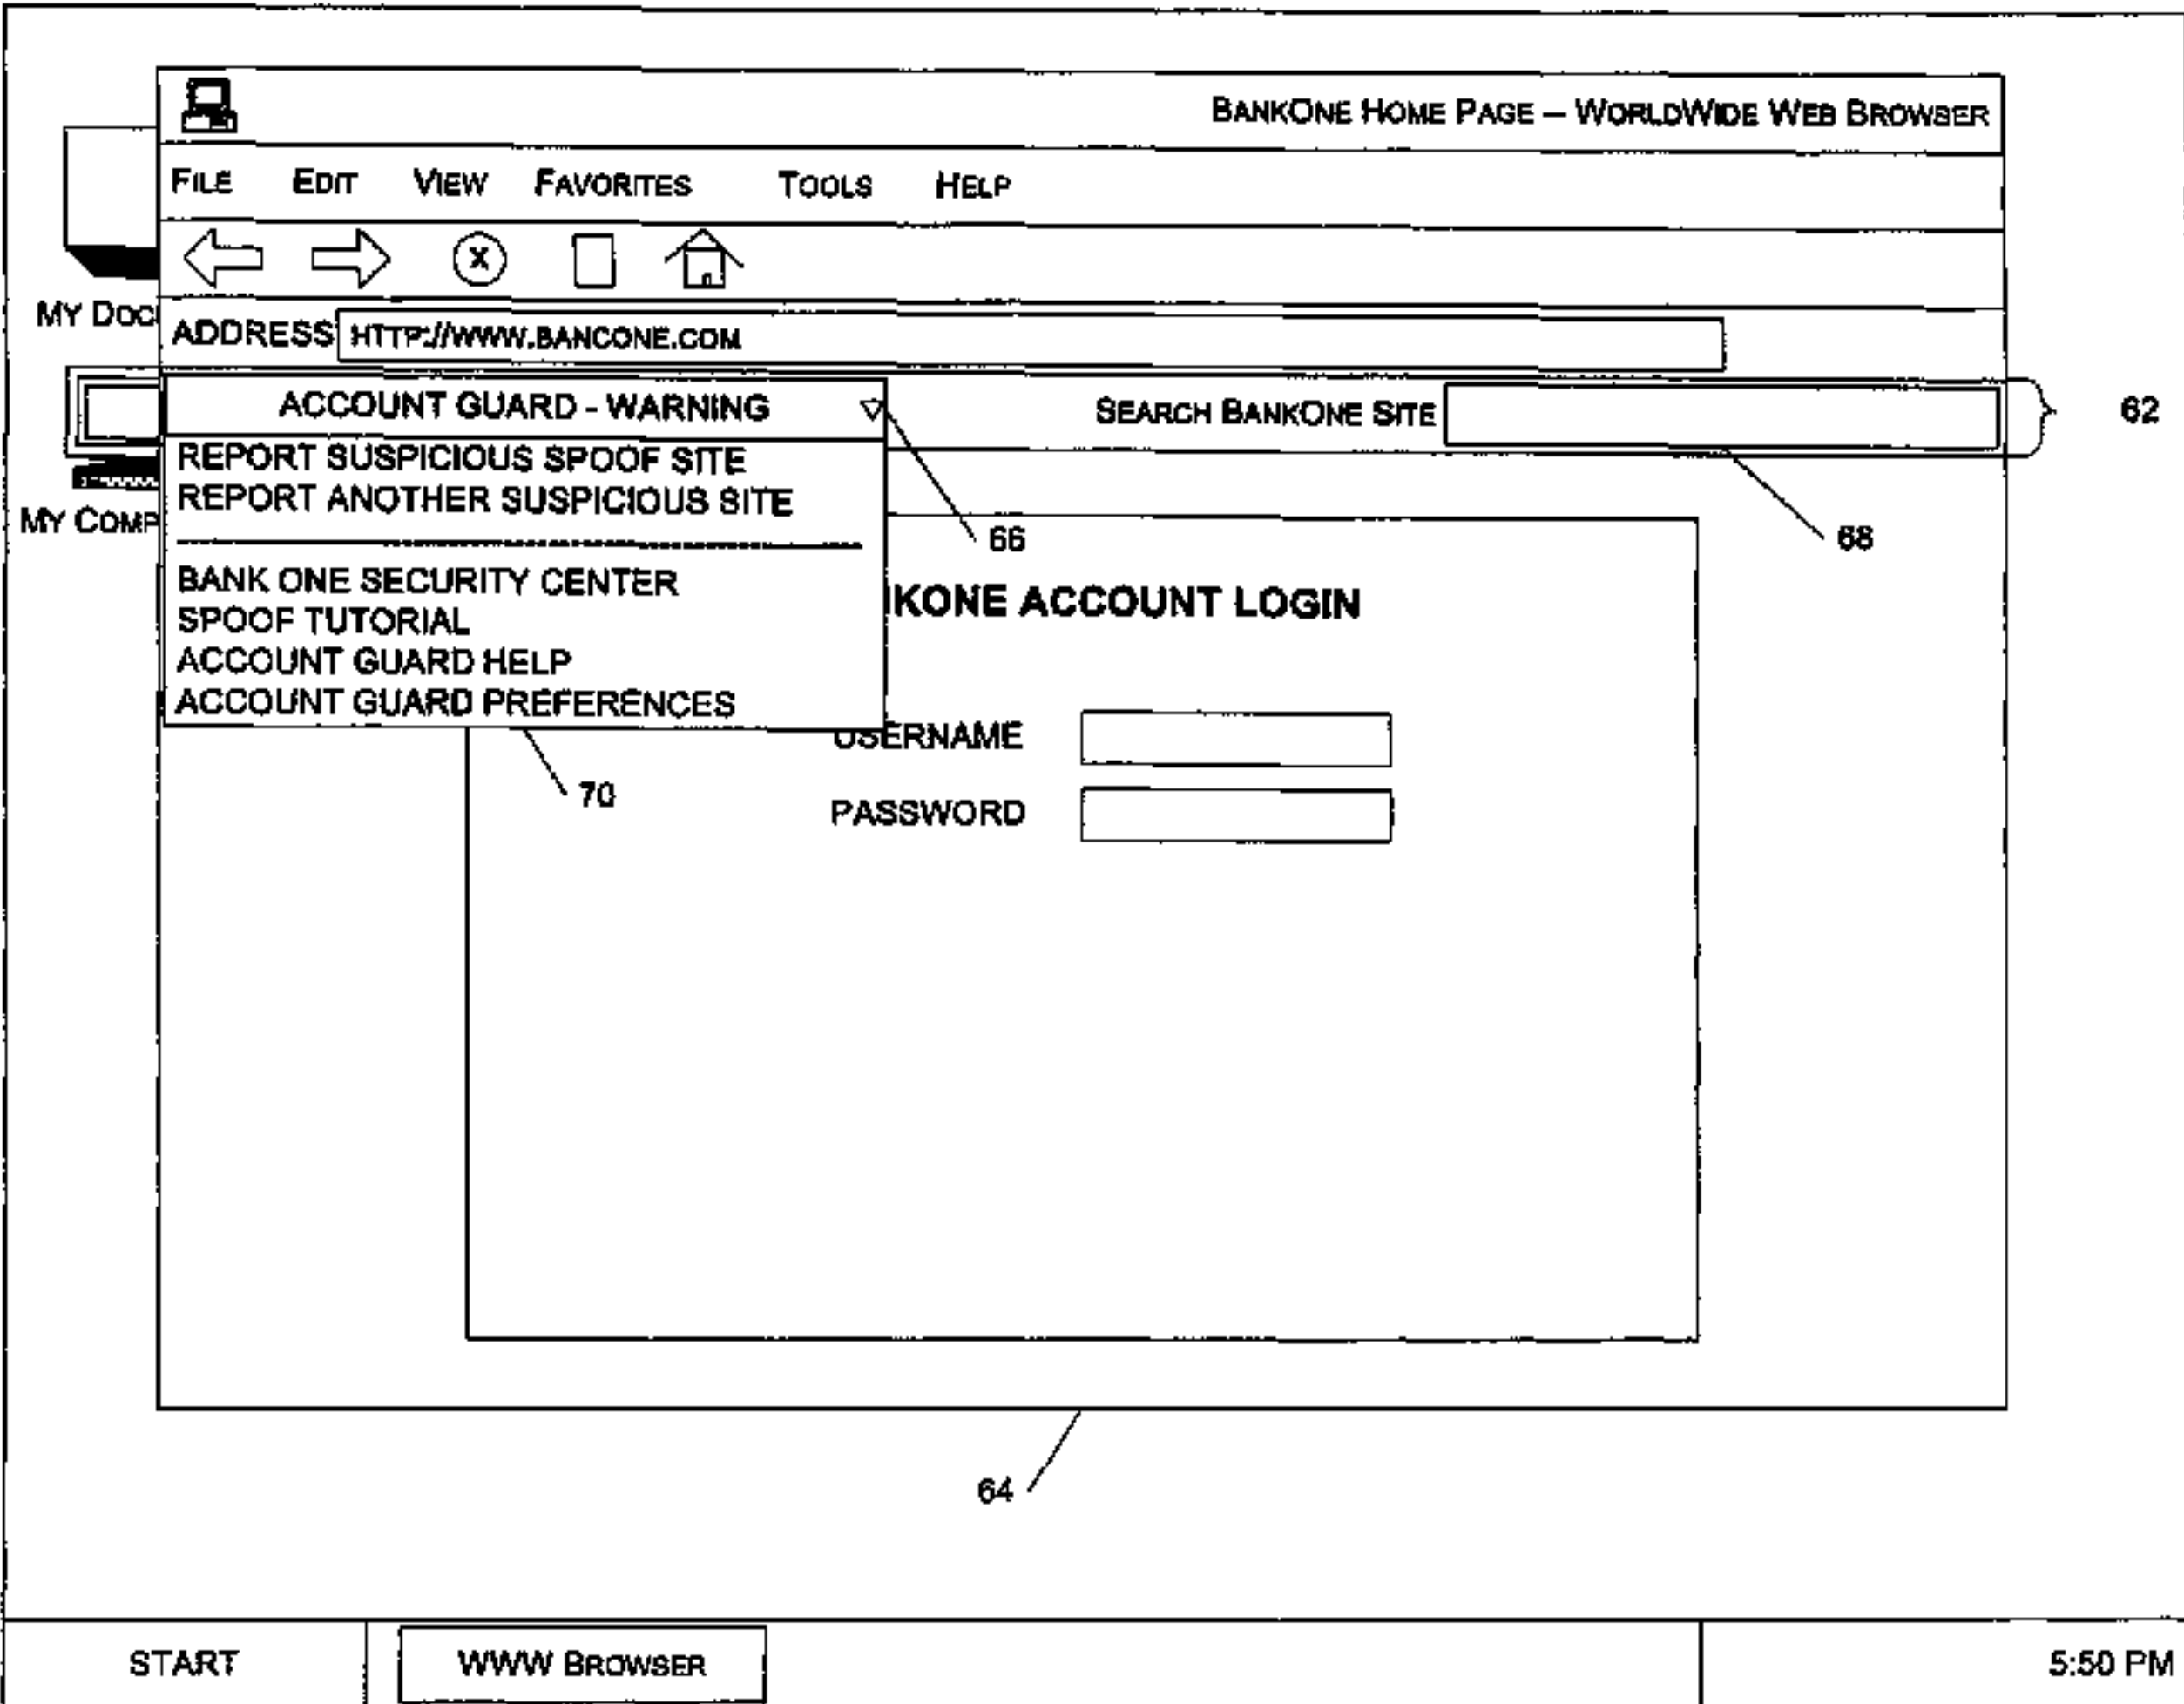 BANKONE HOME PAGE – WORLDWIDE WEB BROWSER
FILE EDIT VIEW FAVORITES TOOLS HELP
X
MY DOC
ADDRESS HTTP://WWW.BANCONE.COM
ACCOUNT GUARD - WARNING SEARCH BANKONE SITE 62
REPORT SUSPICIOUS SPOOF SITE
REPORT ANOTHER SUSPICIOUS SITE
MY COMP
66 68
BANK ONE SECURITY CENTER
SPOOF TUTORIAL
ACCOUNT GUARD HELP
ACCOUNT GUARD PREFERENCES
KONE ACCOUNT LOGIN
USERNAME
70
PASSWORD
64
START WWW BROWSER 5:50 PM